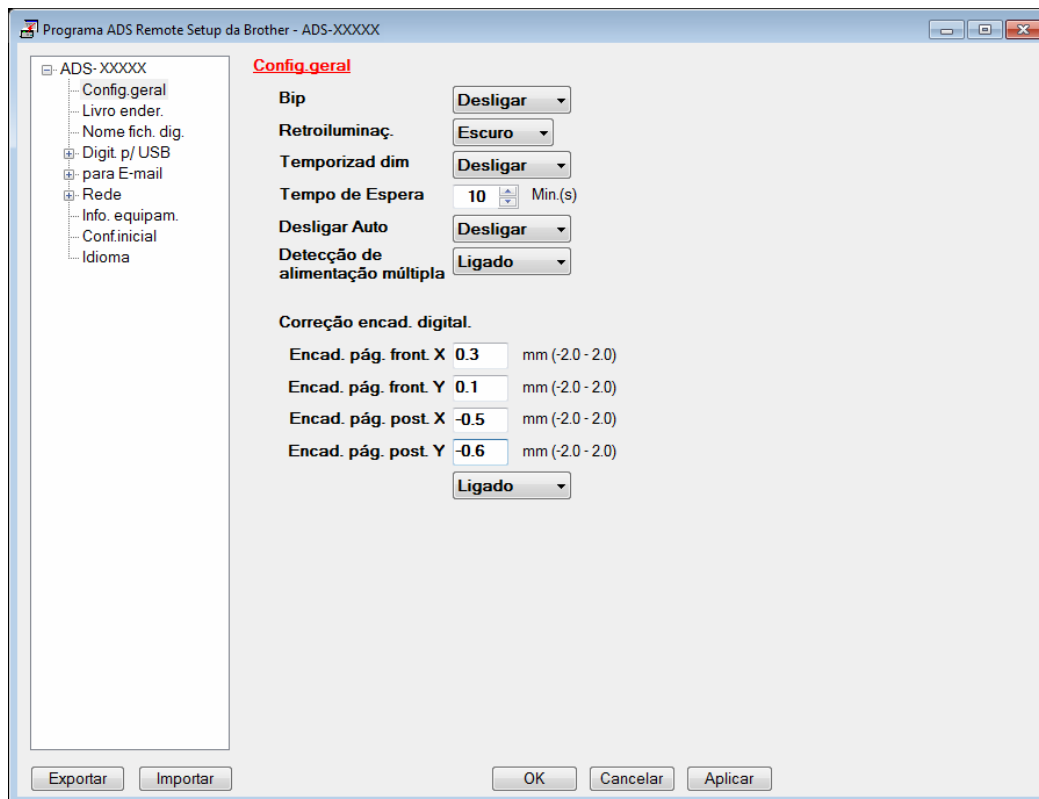 Programa ADS Remote Setup da Brother - ADS-XXXXX
ADS-XXXXX
Config.geral
Livro ender.
Nome fich. dig.
Digit. p/ USB
para E-mail
Rede
Info. equipam.
Conf.inicial
Idioma
Config.geral
Bip Desligar
Retroiluminaç. Escuro
Temporizad dim Desligar
Tempo de Espera 10 Min.(s)
Desligar Auto Desligar
Detecção de
alimentação múltipla Ligado
Correção encad. digital.
Encad. pág. front. X 0.3 mm (-2.0 - 2.0)
Encad. pág. front. Y 0.1 mm (-2.0 - 2.0)
Encad. pág. post. X -0.5 mm (-2.0 - 2.0)
Encad. pág. post. Y -0.6 mm (-2.0 - 2.0)
Ligado
Exportar Importar OK Cancelar Aplicar